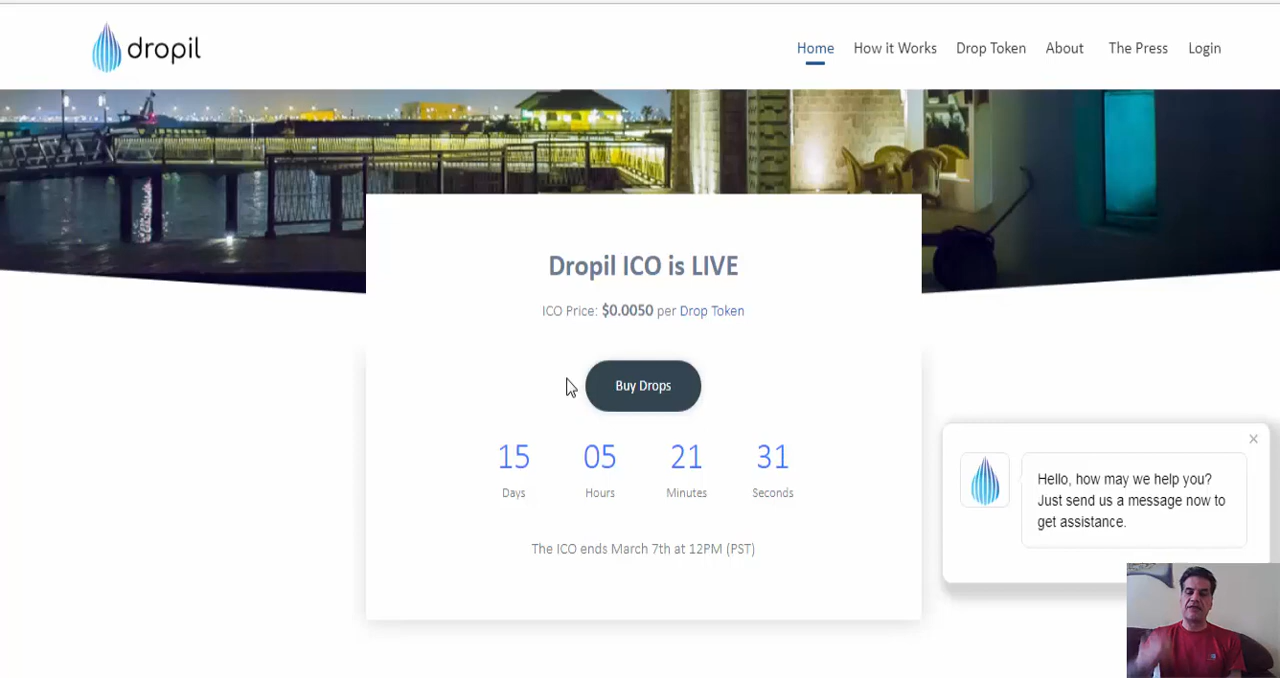 dropil
Home How it Works Drop Token About The Press Login
Dropil ICO is LIVE
ICO Price: $0.0050 per Drop Token
Buy Drops
15 05 21 31
Days Hours Minutes Seconds
The ICO ends March 7th at 12PM (PST)
Hello, how may we help you?
Just send us a message now to
get assistance.